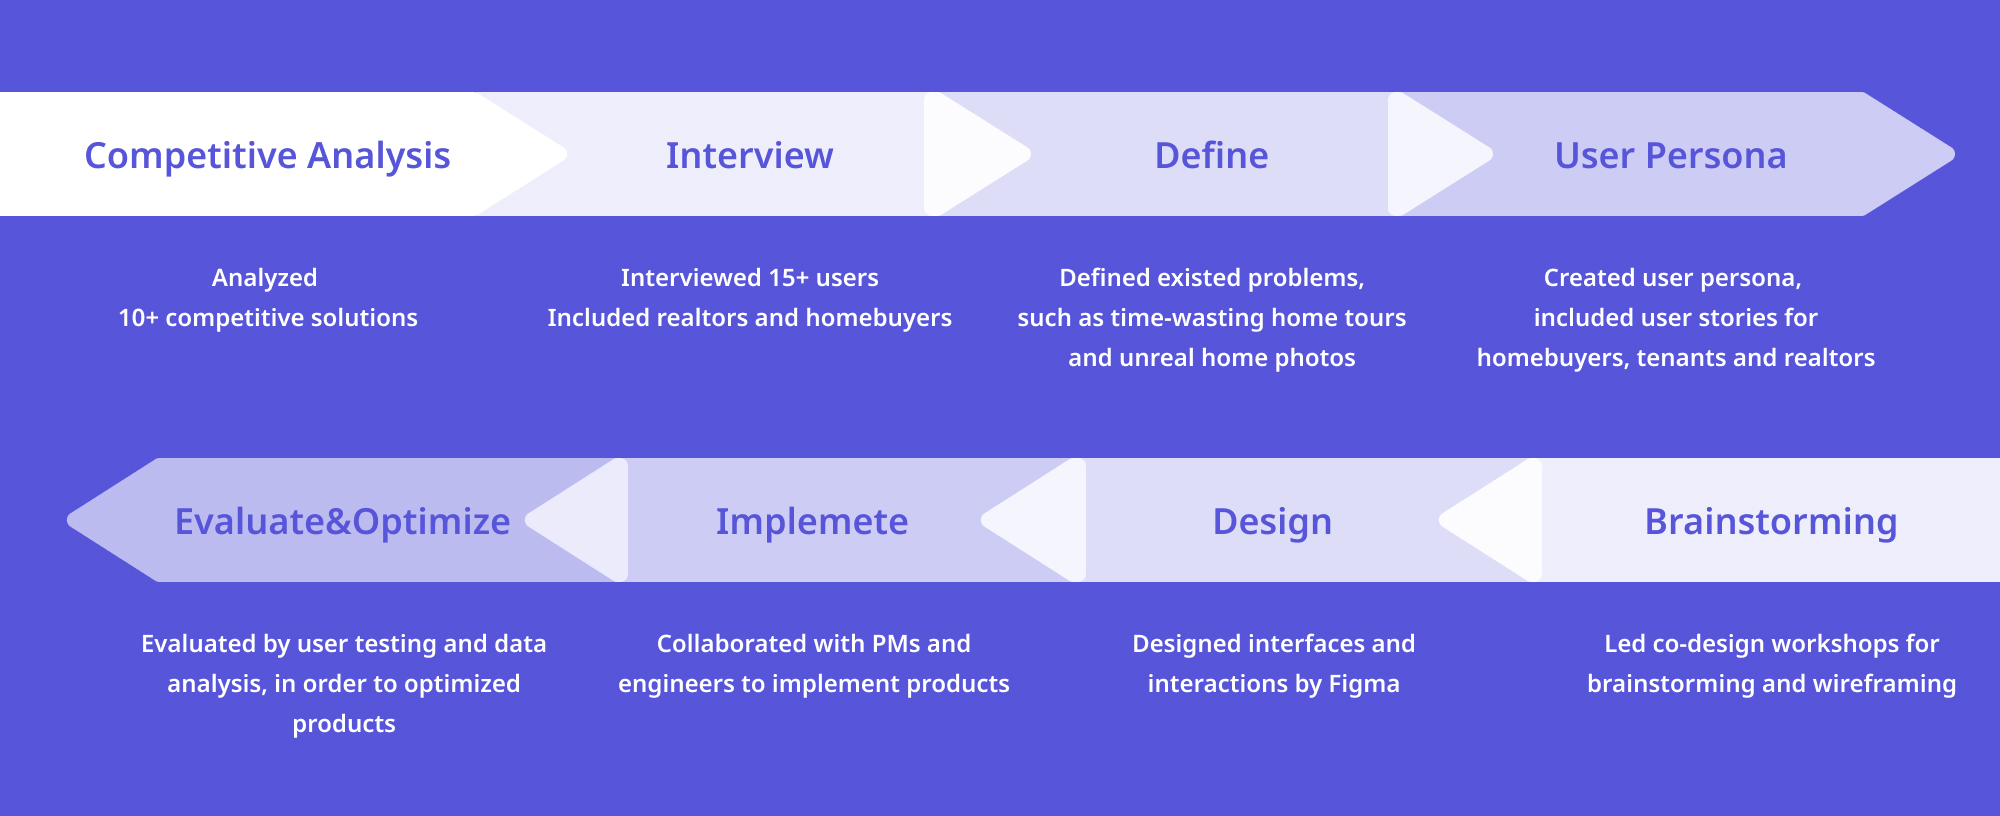 Competitive Analysis
Interview
Define
User Persona
Analyzed
10+ competitive solutions
Interviewed 15+ users
Included realtors and homebuyers
Defined existed problems,
such as time-wasting home tours
and unreal home photos
Created user persona,
included user stories for
homebuyers, tenants and realtors
Evaluate&Optimize
Implemete
Design
Brainstorming
Evaluated by user testing and data
analysis, in order to optimized
products
Collaborated with PMs and
engineers to implement products
Designed interfaces and
interactions by Figma
Led co-design workshops for
brainstorming and wireframing